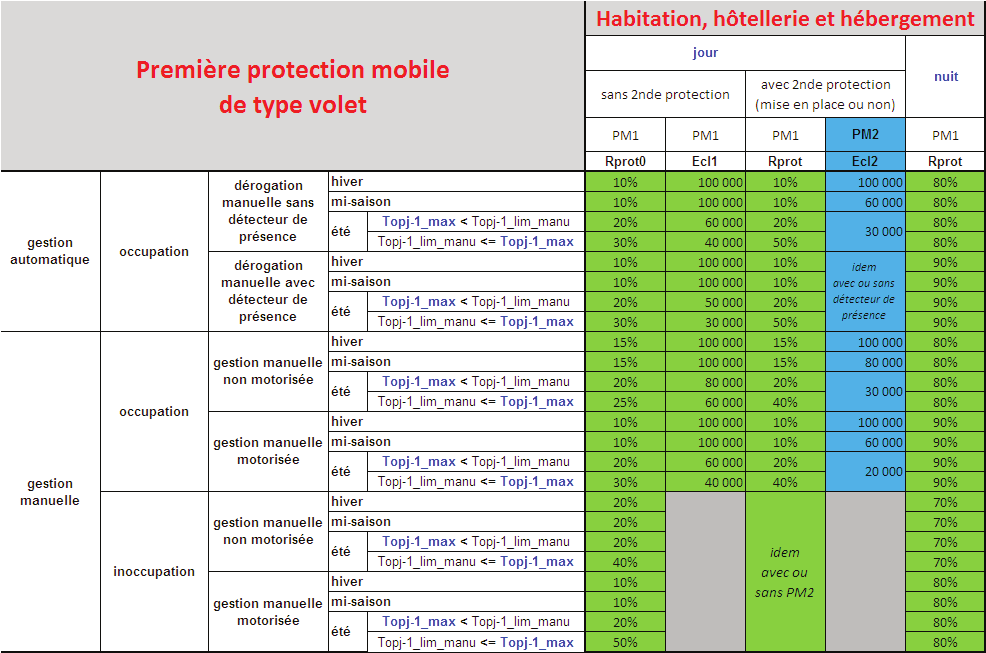 Première protection mobile
de type volet
Habitation, hôtellerie et hébergement
jour
nuit
sans 2nde protection
avec 2nde protection
(mise en place ou non)
PM1 PM1 PM1 PM2 PM1
Rprot0 Ecl1 Rprot Ecl2 Rprot
gestion
automatique
occupation
dérogation
manuelle sans
détecteur de
présence
hiver 10% 100 000 10% 100 000 80%
mi-saison 10% 100 000 10% 60 000 80%
été
Topj-1_max < Topj-1_lim_manu 20% 60 000 20% 30 000 80%
Topj-1_lim_manu <= Topj-1_max 30% 40 000 50% 80%
dérogation
manuelle avec
détecteur de
présence
hiver 10% 100 000 10% 90%
mi-saison 10% 100 000 10% 90%
été
Topj-1_max < Topj-1_lim_manu 20% 50 000 20% 90%
Topj-1_lim_manu <= Topj-1_max 30% 30 000 50% 90%
idem
avec ou sans
détecteur de
présence
gestion
manuelle
occupation
gestion manuelle
non motorisée
hiver 15% 100 000 15% 100 000 80%
mi-saison 15% 100 000 15% 80 000 80%
été
Topj-1_max < Topj-1_lim_manu 20% 80 000 20% 30 000 80%
Topj-1_lim_manu <= Topj-1_max 25% 60 000 40% 80%
gestion manuelle
motorisée
hiver 10% 100 000 10% 100 000 90%
mi-saison 10% 100 000 10% 60 000 90%
été
Topj-1_max < Topj-1_lim_manu 20% 60 000 20% 20 000 90%
Topj-1_lim_manu <= Topj-1_max 30% 40 000 40% 90%
inoccupation
gestion manuelle
non motorisée
hiver 20% 70%
mi-saison 20% 70%
été
Topj-1_max < Topj-1_lim_manu 20% 70%
Topj-1_lim_manu <= Topj-1_max 40% 70%
idem
avec ou
sans PM2
gestion manuelle
motorisée
hiver 10% 80%
mi-saison 10% 80%
été
Topj-1_max < Topj-1_lim_manu 20% 80%
Topj-1_lim_manu <= Topj-1_max 50% 80%